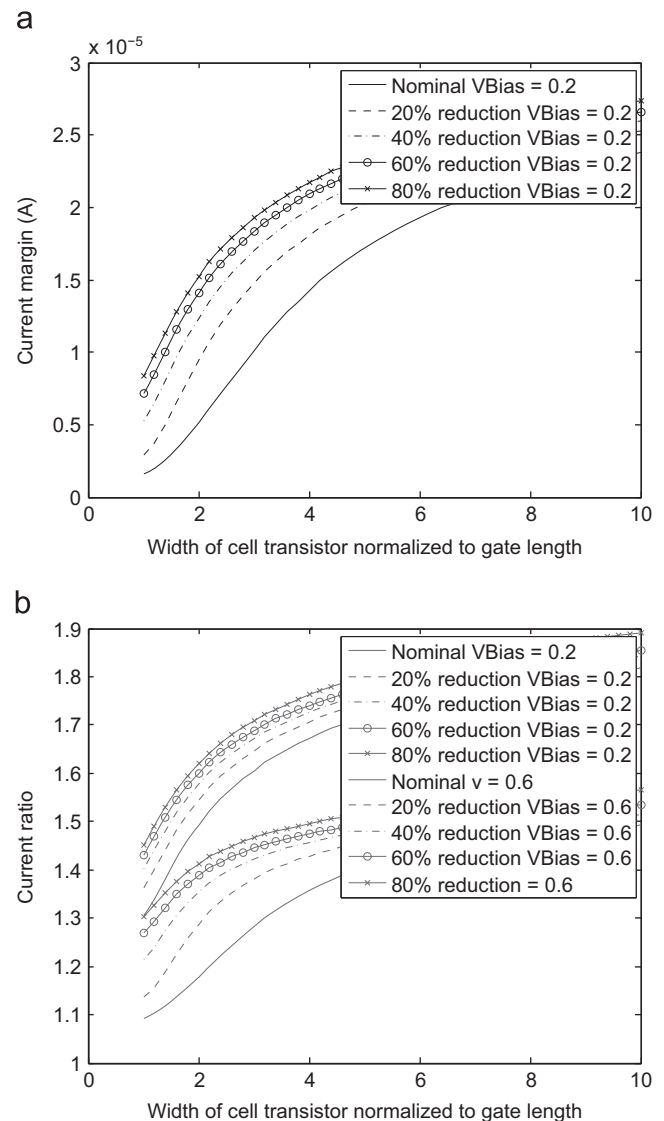 a
x 10⁻⁵
3
2.5
2
1.5
1
0.5
0
Current margin (A)
Nominal VBias = 0.2
20% reduction VBias = 0.2
40% reduction VBias = 0.2
60% reduction VBias = 0.2
80% reduction VBias = 0.2
0 2 4 6 8 10
Width of cell transistor normalized to gate length
b
1.9
1.8
1.7
1.6
1.5
1.4
1.3
1.2
1.1
1
Current ratio
Nominal VBias = 0.2
20% reduction VBias = 0.2
40% reduction VBias = 0.2
60% reduction VBias = 0.2
80% reduction VBias = 0.2
Nominal v = 0.6
20% reduction VBias = 0.6
40% reduction VBias = 0.6
60% reduction VBias = 0.6
80% reduction = 0.6
0 2 4 6 8 10
Width of cell transistor normalized to gate length